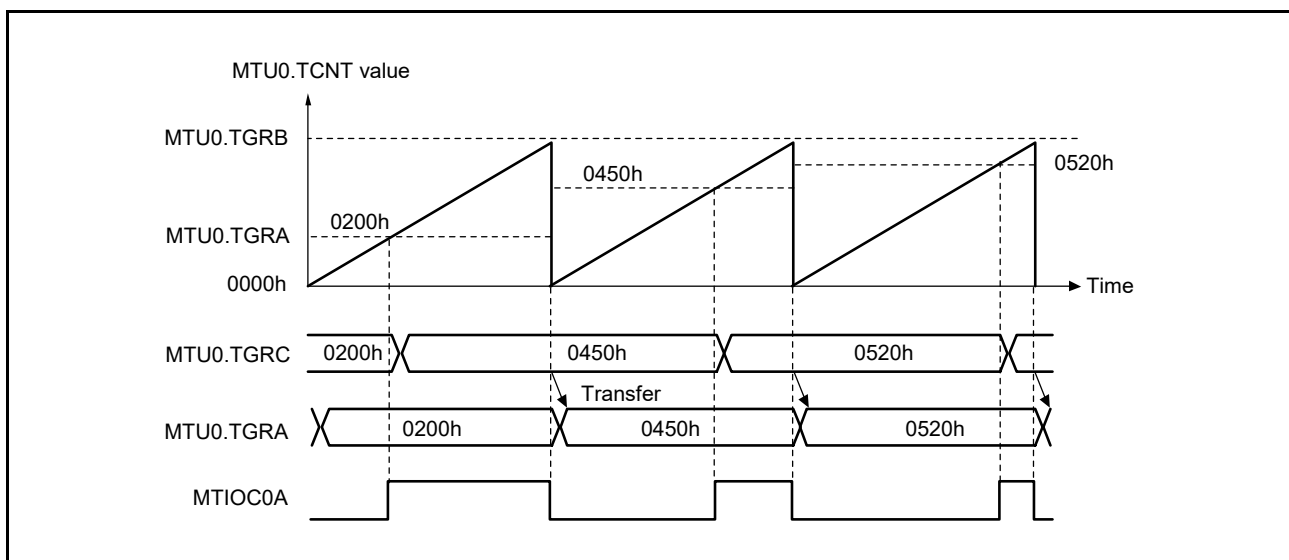 MTU0.TCNT value
MTU0.TGRB
0520h
0450h
0200h
MTU0.TGRA
0000h
Time
MTU0.TGRC 0200h 0450h 0520h
Transfer
MTU0.TGRA 0200h 0450h 0520h
MTIOC0A